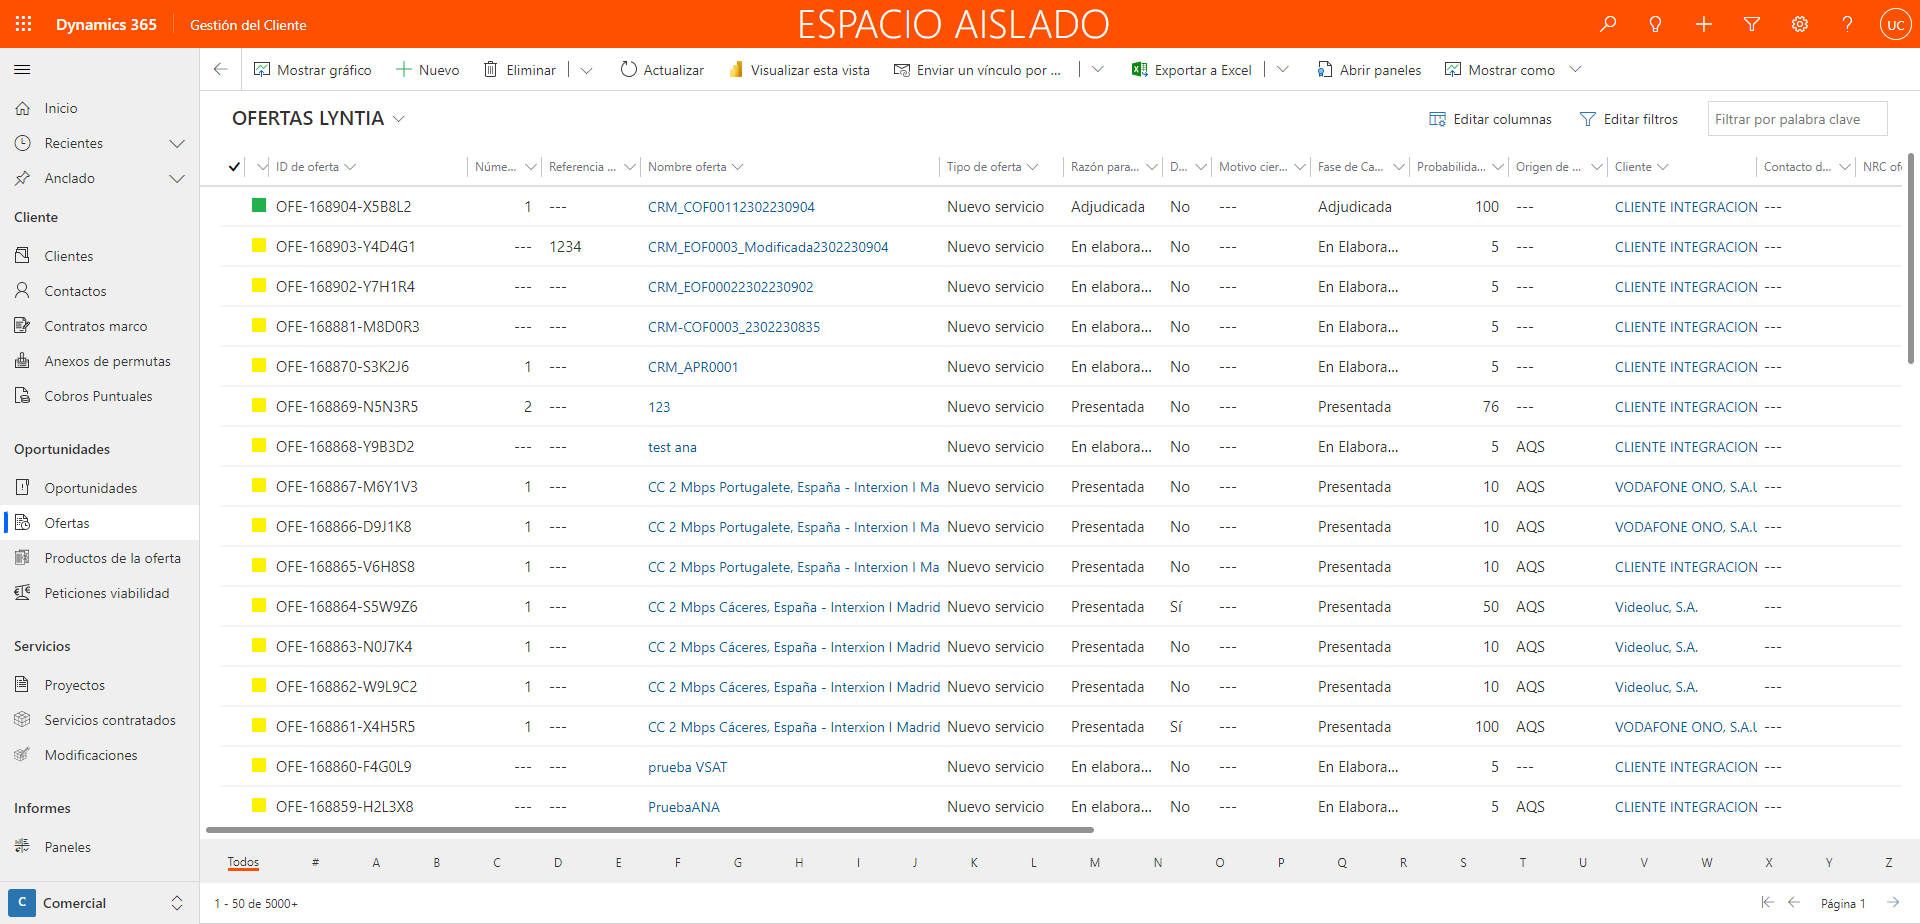 Dynamics 365 Gestión del Cliente ESPACIO AISLADO UC
Mostrar gráfico Nuevo Eliminar Actualizar Visualizar esta vista Enviar un vínculo por ... Exportar a Excel Abrir paneles Mostrar como
Inicio
Recientes
Anclado
Cliente
Clientes
Contactos
Contratos marco
Anexos de permutas
Cobros Puntuales
Oportunidades
Oportunidades
Ofertas
Productos de la oferta
Peticiones viabilidad
Servicios
Proyectos
Servicios contratados
Modificaciones
Informes
Paneles
C Comercial
OFERTAS LYNTIA Editar columnas Editar filtros Filtrar por palabra clave
ID de oferta Núme... Referencia ... Nombre oferta Tipo de oferta Razón para... D... Motivo cier... Fase de Ca... Probabilida... Origen de ... Cliente Contacto d... NRC ofe
OFE-168904-X5B8L2 1 --- CRM_COF00112302230904 Nuevo servicio Adjudicada No --- Adjudicada 100 --- CLIENTE INTEGRACION ---
OFE-168903-Y4D4G1 --- 1234 CRM_EOF0003_Modificada2302230904 Nuevo servicio En elabora... No --- En Elabora... 5 --- CLIENTE INTEGRACION ---
OFE-168902-Y7H1R4 --- --- CRM_EOF00022302230902 Nuevo servicio En elabora... No --- En Elabora... 5 --- CLIENTE INTEGRACION ---
OFE-168881-M8D0R3 --- --- CRM-COF0003_2302230835 Nuevo servicio En elabora... No --- En Elabora... 5 --- CLIENTE INTEGRACION ---
OFE-168870-S3K2J6 1 --- CRM_APR0001 Nuevo servicio En elabora... No --- En Elabora... 5 --- CLIENTE INTEGRACION ---
OFE-168869-N5N3R5 2 --- 123 Nuevo servicio Presentada No --- Presentada 76 --- CLIENTE INTEGRACION ---
OFE-168868-Y9B3D2 --- --- test ana Nuevo servicio En elabora... No --- En Elabora... 5 AQS CLIENTE INTEGRACION ---
OFE-168867-M6Y1V3 1 --- CC 2 Mbps Portugalete, España - Interxion I Ma Nuevo servicio Presentada No --- Presentada 10 AQS VODAFONE ONO, S.A.U ---
OFE-168866-D9J1K8 1 --- CC 2 Mbps Portugalete, España - Interxion I Ma Nuevo servicio Presentada No --- Presentada 10 AQS VODAFONE ONO, S.A.U ---
OFE-168865-V6H8S8 1 --- CC 2 Mbps Portugalete, España - Interxion I Ma Nuevo servicio Presentada No --- Presentada 10 AQS CLIENTE INTEGRACION ---
OFE-168864-S5W9Z6 1 --- CC 2 Mbps Cáceres, España - Interxion I Madrid Nuevo servicio Presentada Sí --- Presentada 50 AQS Videoluc, S.A. ---
OFE-168863-N0J7K4 1 --- CC 2 Mbps Cáceres, España - Interxion I Madrid Nuevo servicio Presentada No --- Presentada 10 AQS Videoluc, S.A. ---
OFE-168862-W9L9C2 1 --- CC 2 Mbps Cáceres, España - Interxion I Madrid Nuevo servicio Presentada No --- Presentada 10 AQS Videoluc, S.A. ---
OFE-168861-X4H5R5 1 --- CC 2 Mbps Cáceres, España - Interxion I Madrid Nuevo servicio Presentada Sí --- Presentada 100 AQS VODAFONE ONO, S.A.U ---
OFE-168860-F4G0L9 --- --- prueba VSAT Nuevo servicio En elabora... No --- En Elabora... 5 --- CLIENTE INTEGRACION ---
OFE-168859-H2L3X8 --- --- PruebaANA Nuevo servicio En elabora... No --- En Elabora... 5 AQS CLIENTE INTEGRACION ---
Todos # A B C D E F G H I J K L M N O P Q R S T U V W X Y Z
1 - 50 de 5000+ Página 1